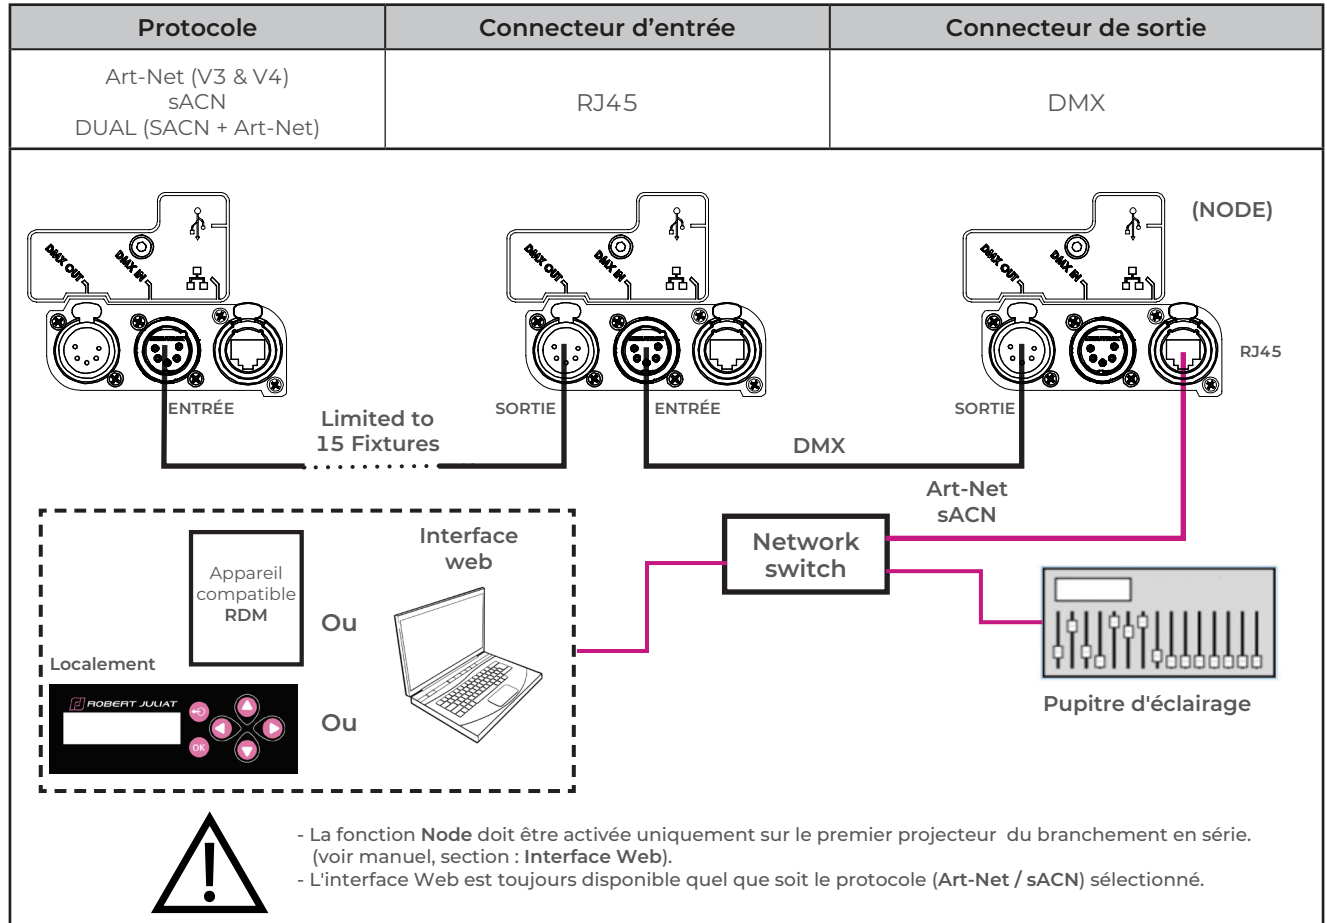 Protocole
Connecteur d’entrée
Connecteur de sortie
Art-Net (V3 & V4)
sACN
DUAL (SACN + Art-Net)
RJ45
DMX
(NODE)
DMX OUT
DMX IN
DMX OUT
DMX IN
DMX OUT
DMX IN
RJ45
ENTRÉE
SORTIE
ENTRÉE
SORTIE
Limited to
15 Fixtures
DMX
Art-Net
sACN
Interface
web
Network
switch
Appareil
compatible
RDM
Ou
Localement
ROBERT JULIAT
OK
Ou
Pupitre d'éclairage
- La fonction Node doit être activée uniquement sur le premier projecteur du branchement en série.
(voir manuel, section : Interface Web).
- L'interface Web est toujours disponible quel que soit le protocole (Art-Net / sACN) sélectionné.